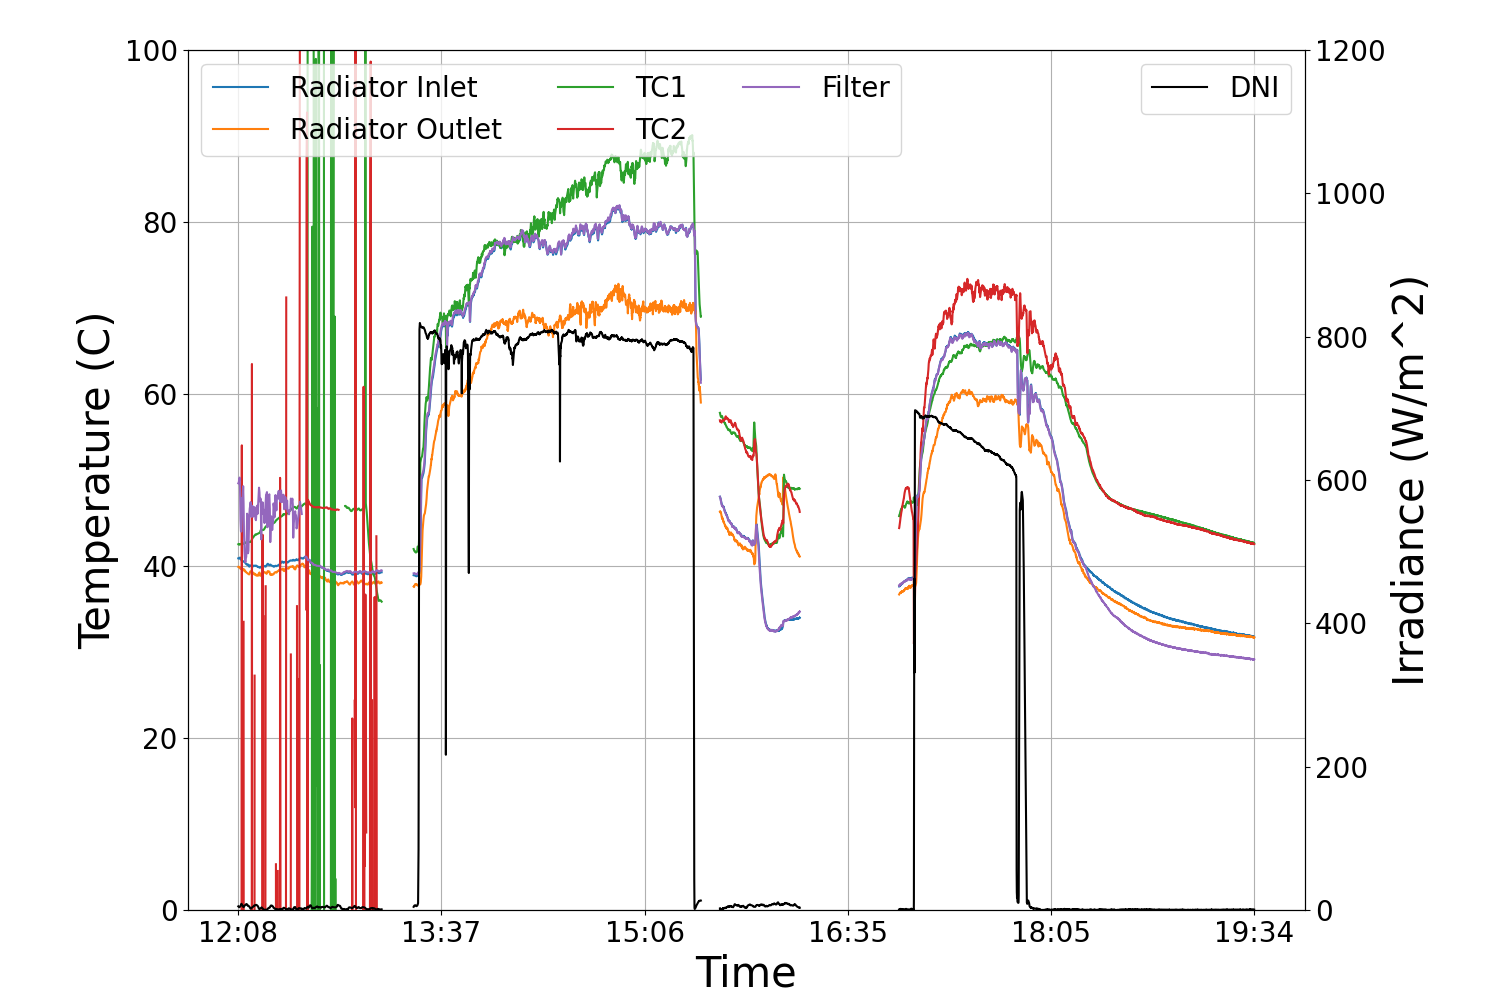 100
80
60
40
20
0
Temperature (C)
Radiator Inlet
Radiator Outlet
TC1
TC2
Filter
DNI
1200
1000
800
600
400
200
0
Irradiance (W/m^2)
12:08
13:37
15:06
16:35
18:05
19:34
Time